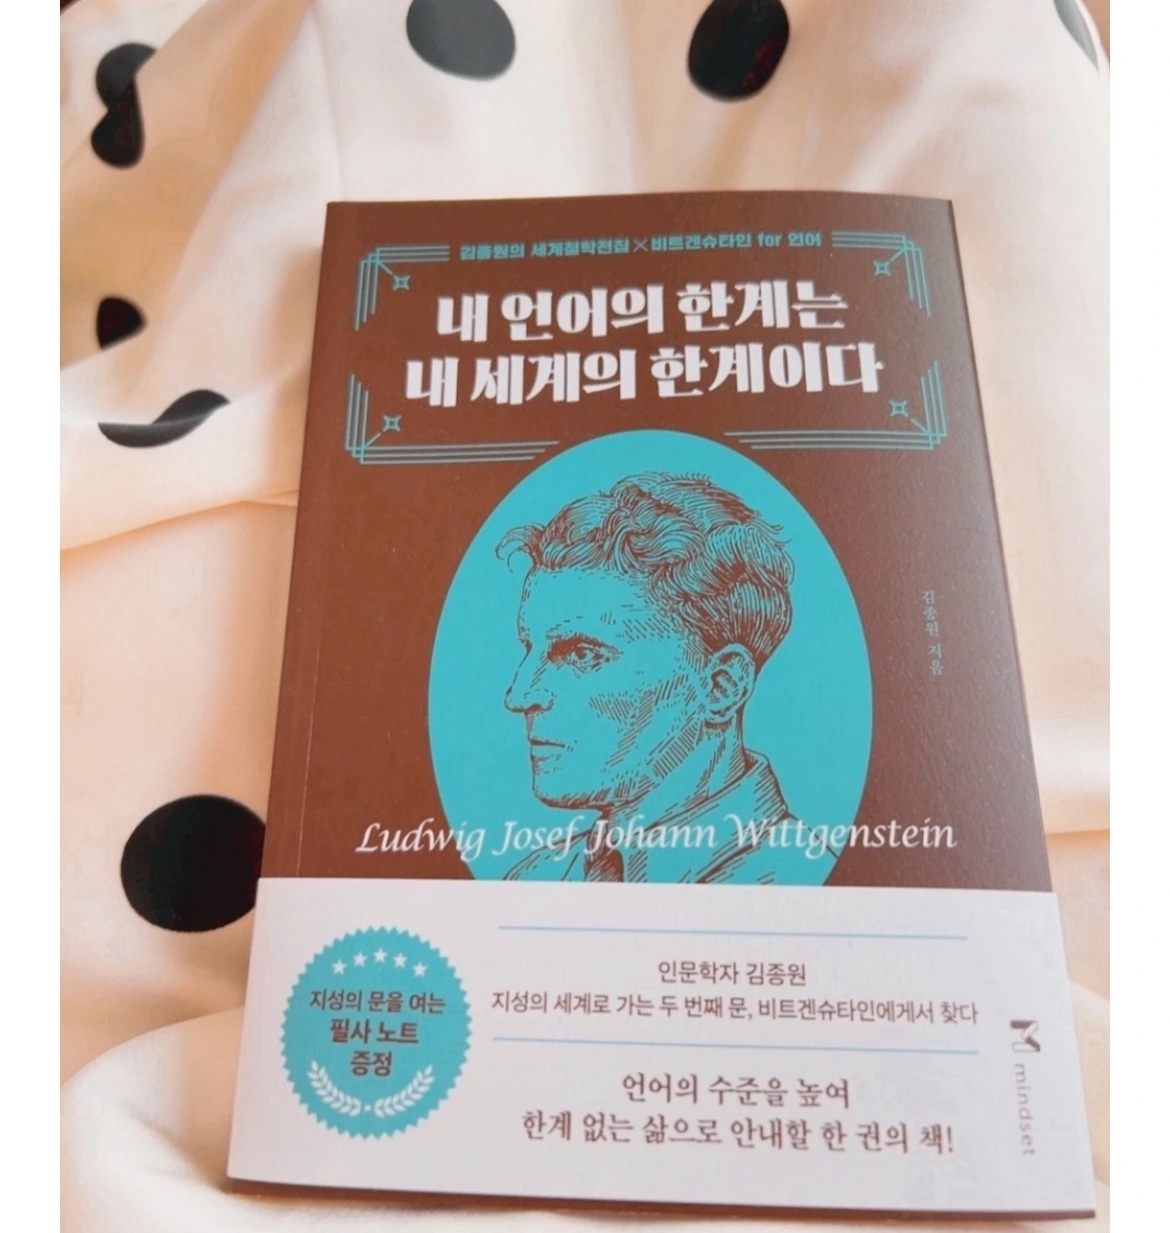 김종원의 세계철학전집×비트겐슈타인 for 언어
내 언어의 한계는
내 세계의 한계이다
김종원 지음
Ludwig Josef Johann Wittgenstein
지성의 문을 여는
필사 노트
증정
인문학자 김종원
지성의 세계로 가는 두 번째 문, 비트겐슈타인에게서 찾다
언어의 수준을 높여
한계 없는 삶으로 안내할 한 권의 책!
mindset